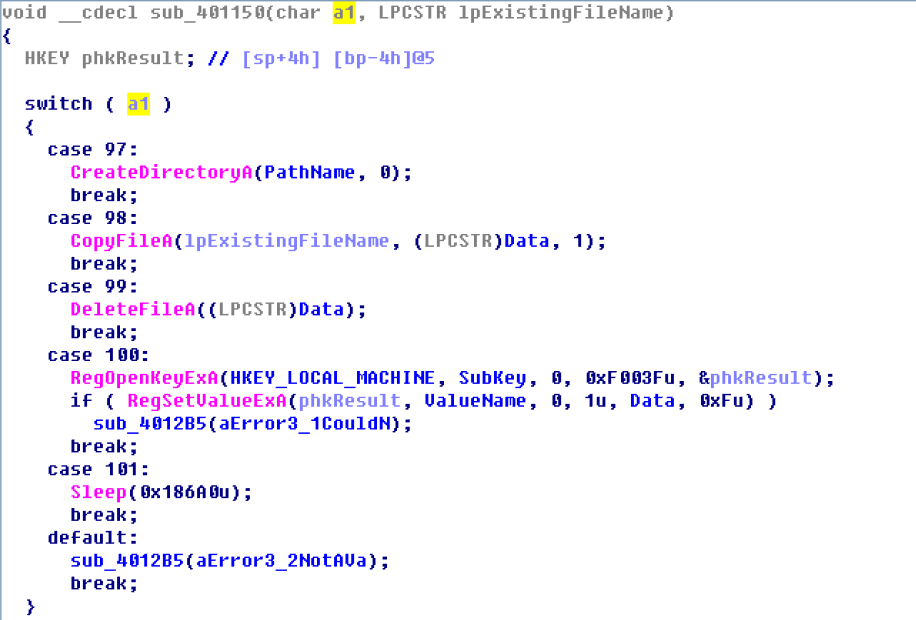 void __cdecl sub_401150(char a1, LPCSTR lpExistingFileName)
{
HKEY phkResult; // [sp+4h] [bp-4h]@5
switch ( a1 )
{
case 97:
CreateDirectoryA(PathName, 0);
break;
case 98:
CopyFileA(lpExistingFileName, (LPCSTR)Data, 1);
break;
case 99:
DeleteFileA((LPCSTR)Data);
break;
case 100:
RegOpenKeyExA(HKEY_LOCAL_MACHINE, SubKey, 0, 0xF003Fu, &phkResult);
if ( RegSetValueExA(phkResult, ValueName, 0, 1u, Data, 0xFu) )
sub_4012B5(aError3_1CouldN);
break;
case 101:
Sleep(0x186A0u);
break;
default:
sub_4012B5(aError3_2NotAVa);
break;
}